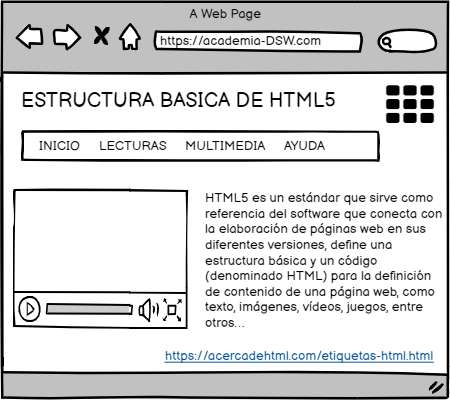 A Web Page
https://academia-DSW.com
ESTRUCTURA BASICA DE HTML5
INICIO LECTURAS MULTIMEDIA AYUDA
HTML5 es un estándar que sirve como
referencia del software que conecta con
la elaboración de páginas web en sus
diferentes versiones, define una
estructura básica y un código
(denominado HTML) para la definición
de contenido de una página web, como
texto, imágenes, vídeos, juegos, entre
otros...
https://acercadehtml.com/etiquetas-html.html